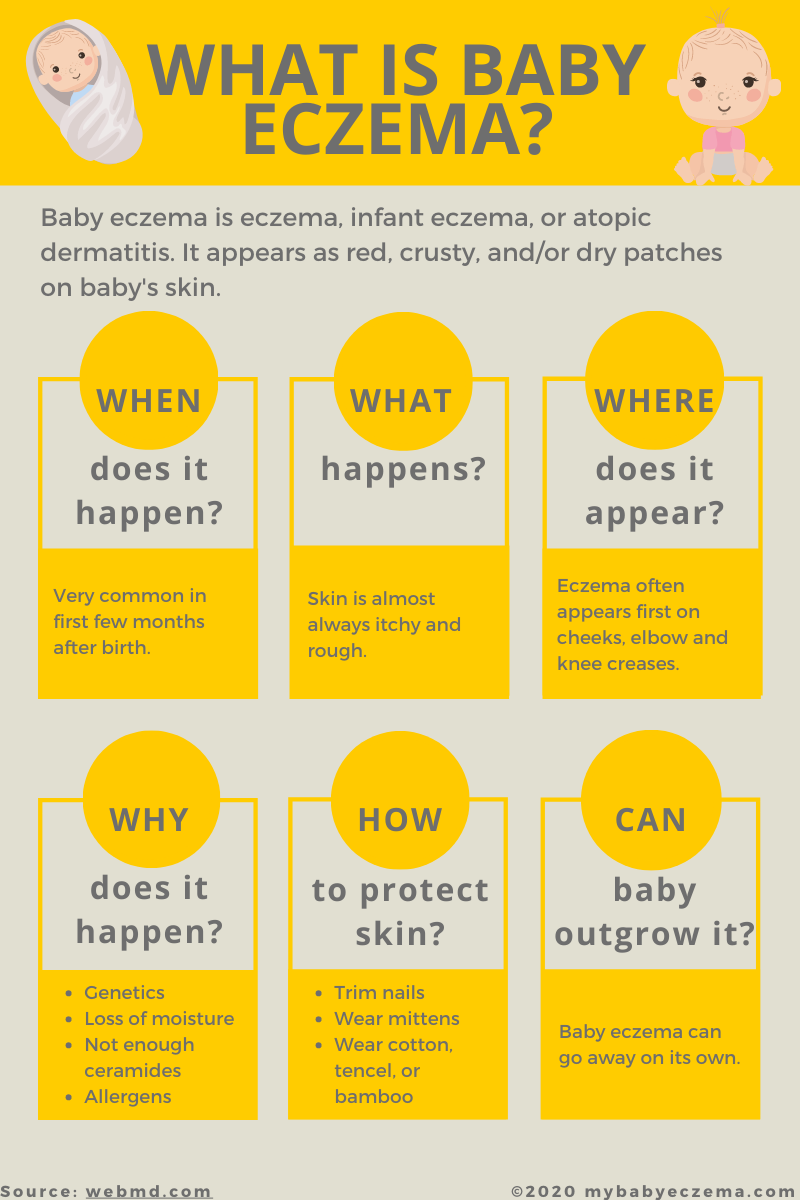 WHAT IS BABY
ECZEMA?
Baby eczema is eczema, infant eczema, or atopic
dermatitis. It appears as red, crusty, and/or dry patches
on baby's skin.
WHEN
does it
happen?
Very common in
first few months
after birth.
WHAT
happens?
Skin is almost
always itchy and
rough.
WHERE
does it
appear?
Eczema often
appears first on
cheeks, elbow and
knee creases.
WHY
does it
happen?
• Genetics
• Loss of moisture
• Not enough
ceramides
• Allergens
HOW
to protect
skin?
• Trim nails
• Wear mittens
• Wear cotton,
tencel, or
bamboo
CAN
baby
outgrow it?
Baby eczema can
go away on its own.
Source: webmd.com
©2020 mybabyeczema.com